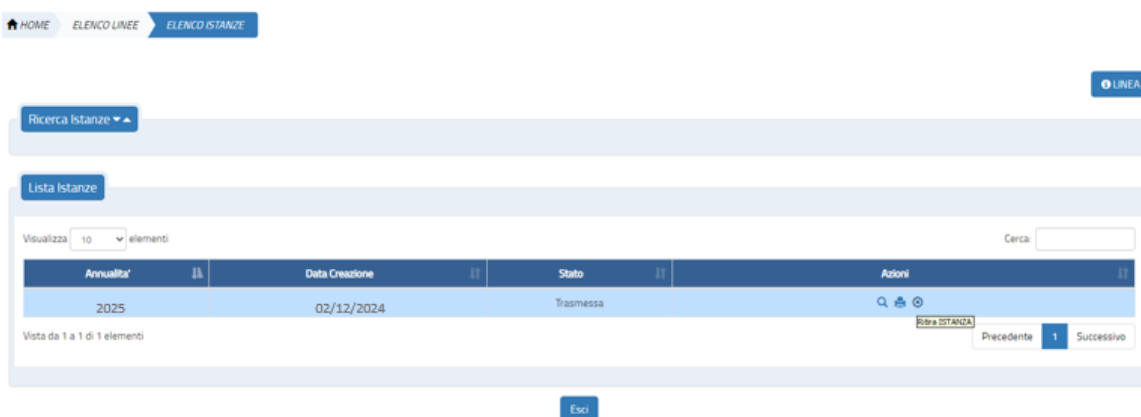 HOME ELENCO LINEE ELENCO ISTANZE
LINEA
Ricerca Istanze
Lista Istanze
Visualizza 10 elementi Cerca:
Annualita' Data Creazione Stato Azioni
2025 02/12/2024 Trasmessa
Ritira ISTANZA
Vista da 1 a 1 di 1 elementi Precedente 1 Successivo
Esci